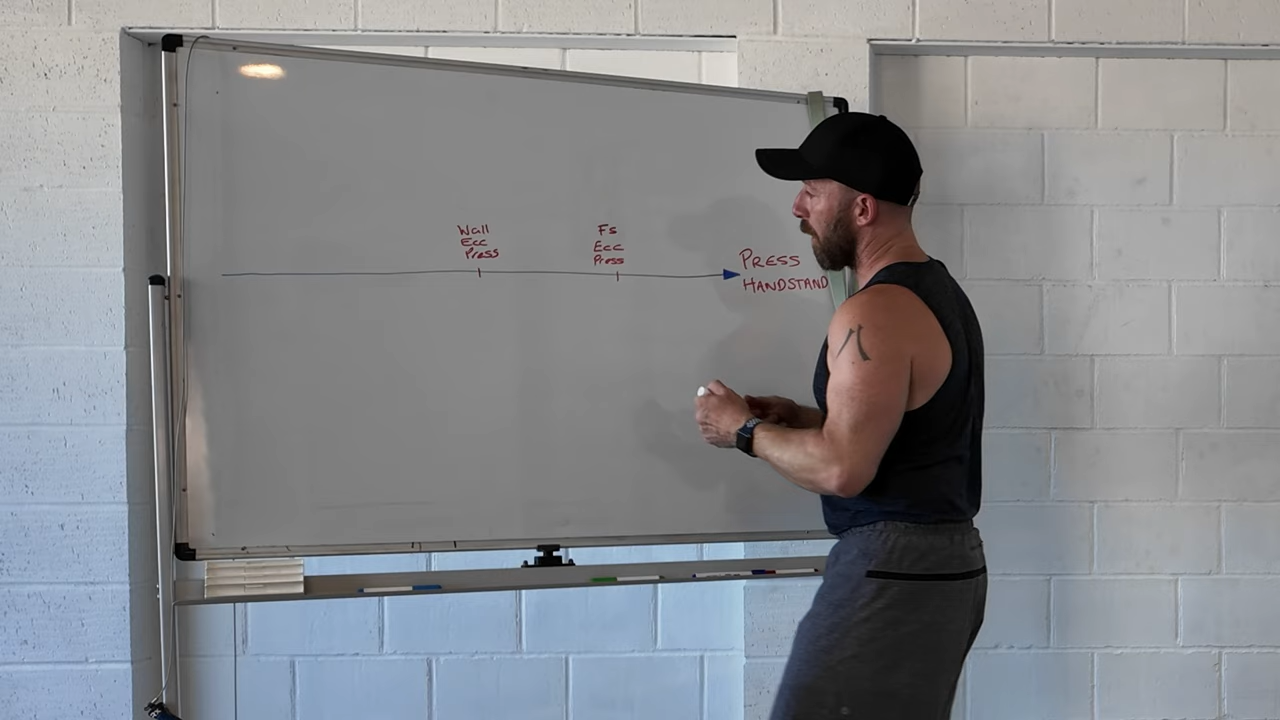 Wall
Ecc
Press
Fs
Ecc
Press
PRESS
HANDSTAND